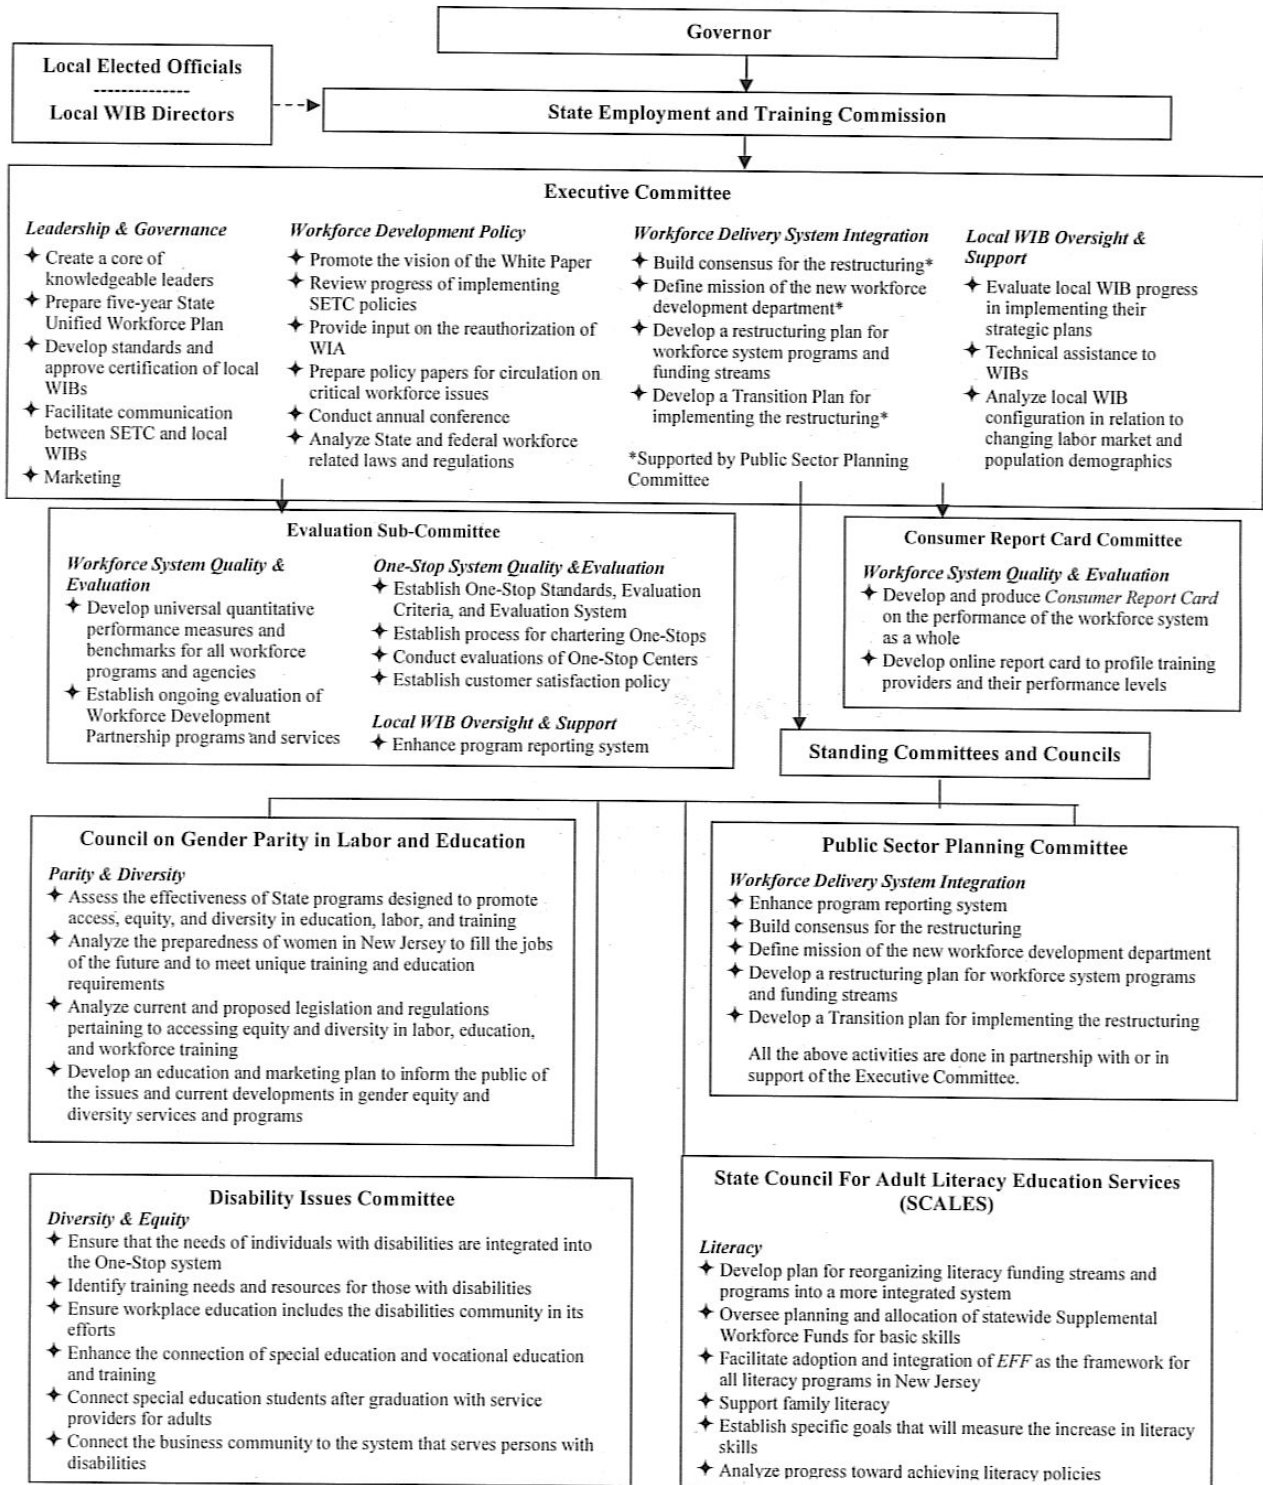 Governor
Local Elected Officials
--------------
Local WIB Directors
State Employment and Training Commission
Executive Committee
Leadership & Governance
✦ Create a core of
knowledgeable leaders
✦ Prepare five-year State
Unified Workforce Plan
✦ Develop standards and
approve certification of local
WIBs
✦ Facilitate communication
between SETC and local
WIBs
✦ Marketing
Workforce Development Policy
✦ Promote the vision of the White Paper
✦ Review progress of implementing
SETC policies
✦ Provide input on the reauthorization of
WIA
✦ Prepare policy papers for circulation on
critical workforce issues
✦ Conduct annual conference
✦ Analyze State and federal workforce
related laws and regulations
Workforce Delivery System Integration
✦ Build consensus for the restructuring*
✦ Define mission of the new workforce
development department*
✦ Develop a restructuring plan for
workforce system programs and
funding streams
✦ Develop a Transition Plan for
implementing the restructuring*
*Supported by Public Sector Planning
Committee
Local WIB Oversight &
Support
✦ Evaluate local WIB progress
in implementing their
strategic plans
✦ Technical assistance to
WIBs
✦ Analyze local WIB
configuration in relation to
changing labor market and
population demographics
Evaluation Sub-Committee
Workforce System Quality &
Evaluation
✦ Develop universal quantitative
performance measures and
benchmarks for all workforce
programs and agencies
✦ Establish ongoing evaluation of
Workforce Development
Partnership programs and services
One-Stop System Quality &Evaluation
✦ Establish One-Stop Standards, Evaluation
Criteria, and Evaluation System
✦ Establish process for chartering One-Stops
✦ Conduct evaluations of One-Stop Centers
✦ Establish customer satisfaction policy
Local WIB Oversight & Support
✦ Enhance program reporting system
Consumer Report Card Committee
Workforce System Quality & Evaluation
✦ Develop and produce Consumer Report Card
on the performance of the workforce system
as a whole
✦ Develop online report card to profile training
providers and their performance levels
Standing Committees and Councils
Council on Gender Parity in Labor and Education
Parity & Diversity
✦ Assess the effectiveness of State programs designed to promote
access, equity, and diversity in education, labor, and training
✦ Analyze the preparedness of women in New Jersey to fill the jobs
of the future and to meet unique training and education
requirements
✦ Analyze current and proposed legislation and regulations
pertaining to accessing equity and diversity in labor, education,
and workforce training
✦ Develop an education and marketing plan to inform the public of
the issues and current developments in gender equity and
diversity services and programs
Public Sector Planning Committee
Workforce Delivery System Integration
✦ Enhance program reporting system
✦ Build consensus for the restructuring
✦ Define mission of the new workforce development department
✦ Develop a restructuring plan for workforce system programs
and funding streams
✦ Develop a Transition plan for implementing the restructuring
All the above activities are done in partnership with or in
support of the Executive Committee.
Disability Issues Committee
Diversity & Equity
✦ Ensure that the needs of individuals with disabilities are integrated into
the One-Stop system
✦ Identify training needs and resources for those with disabilities
✦ Ensure workplace education includes the disabilities community in its
efforts
✦ Enhance the connection of special education and vocational education
and training
✦ Connect special education students after graduation with service
providers for adults
✦ Connect the business community to the system that serves persons with
disabilities
State Council For Adult Literacy Education Services
(SCALES)
Literacy
✦ Develop plan for reorganizing literacy funding streams and
programs into a more integrated system
✦ Oversee planning and allocation of statewide Supplemental
Workforce Funds for basic skills
✦ Facilitate adoption and integration of EFF as the framework for
all literacy programs in New Jersey
✦ Support family literacy
✦ Establish specific goals that will measure the increase in literacy
skills
✦ Analyze progress toward achieving literacy policies